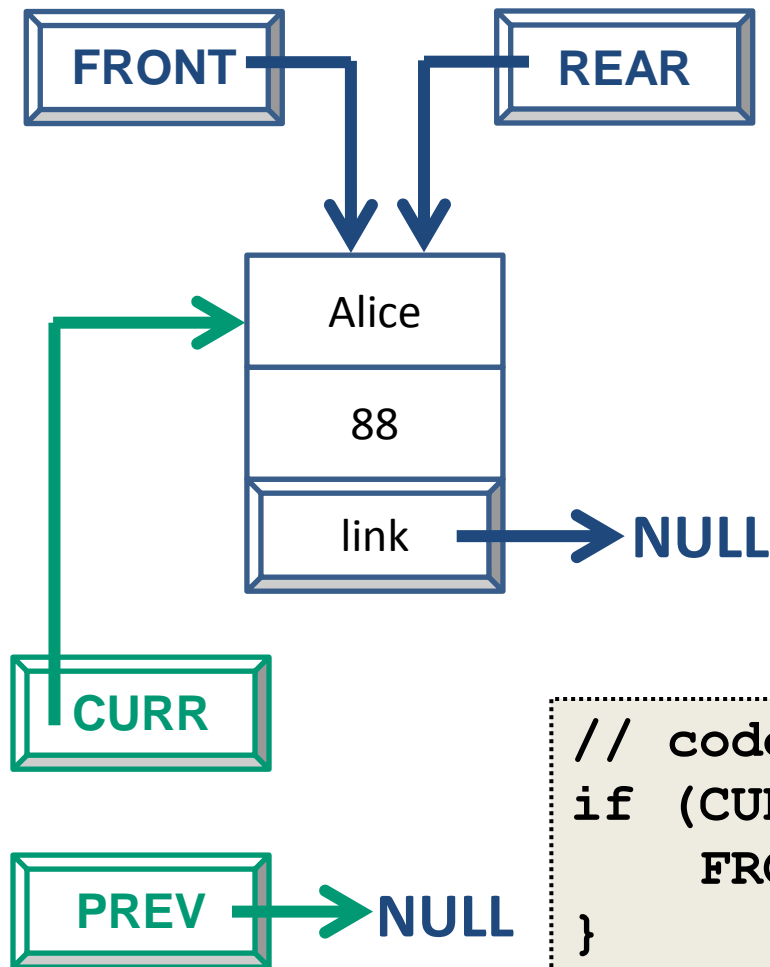 FRONT REAR
Alice
88
link NULL
CURR
PREV NULL
// code
if (CU
FRO
}